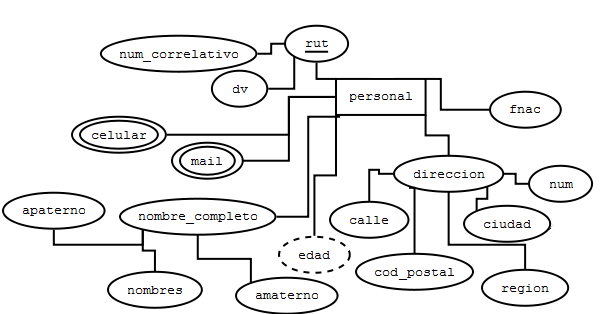 rut
num_correlativo
dv
personal
fnac
celular
mail
direccion
num
apaterno
nombre_completo
calle
ciudad
edad
cod_postal
nombres
amaterno
region